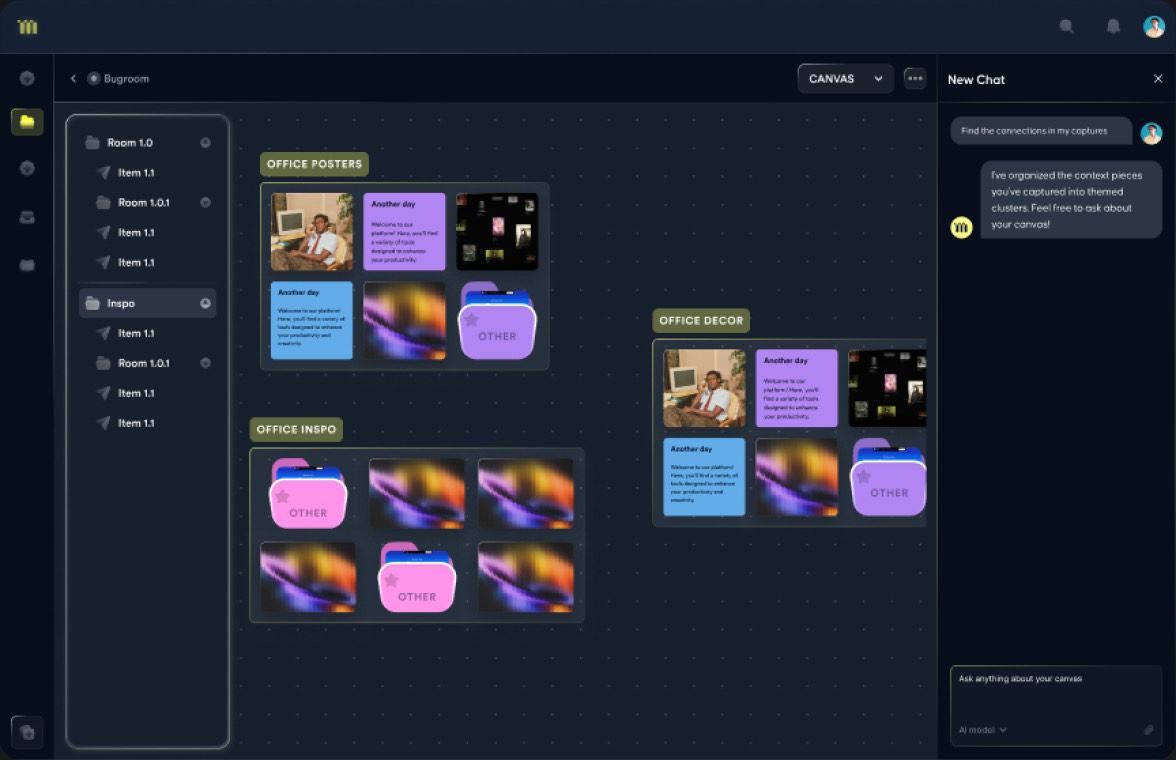 Bugroom
CANVAS
New Chat
Room 1.0
Item 1.1
Room 1.0.1
Item 1.1
Item 1.1
Inspo
Item 1.1
Room 1.0.1
Item 1.1
Item 1.1
OFFICE POSTERS
Another day
Welcome to our
platform! Here, you'll find
a variety of tools
designed to enhance
your productivity.
Another day
Welcome to our platform!
Here, you'll find a variety of
tools designed to enhance
your productivity and
creativity.
OTHER
OFFICE INSPO
OTHER
OTHER
OFFICE DECOR
Another day
Welcome to our
platform! Here, you'll
find a variety of tools
designed to enhance
your productivity.
Another day
Welcome to our platform!
Here, you'll find a variety of
tools designed to enhance
your productivity and
creativity.
OTHER
Find the connections in my captures
I've organized the context pieces
you've captured into themed
clusters. Feel free to ask about
your canvas!
Ask anything about your canvas
AI model